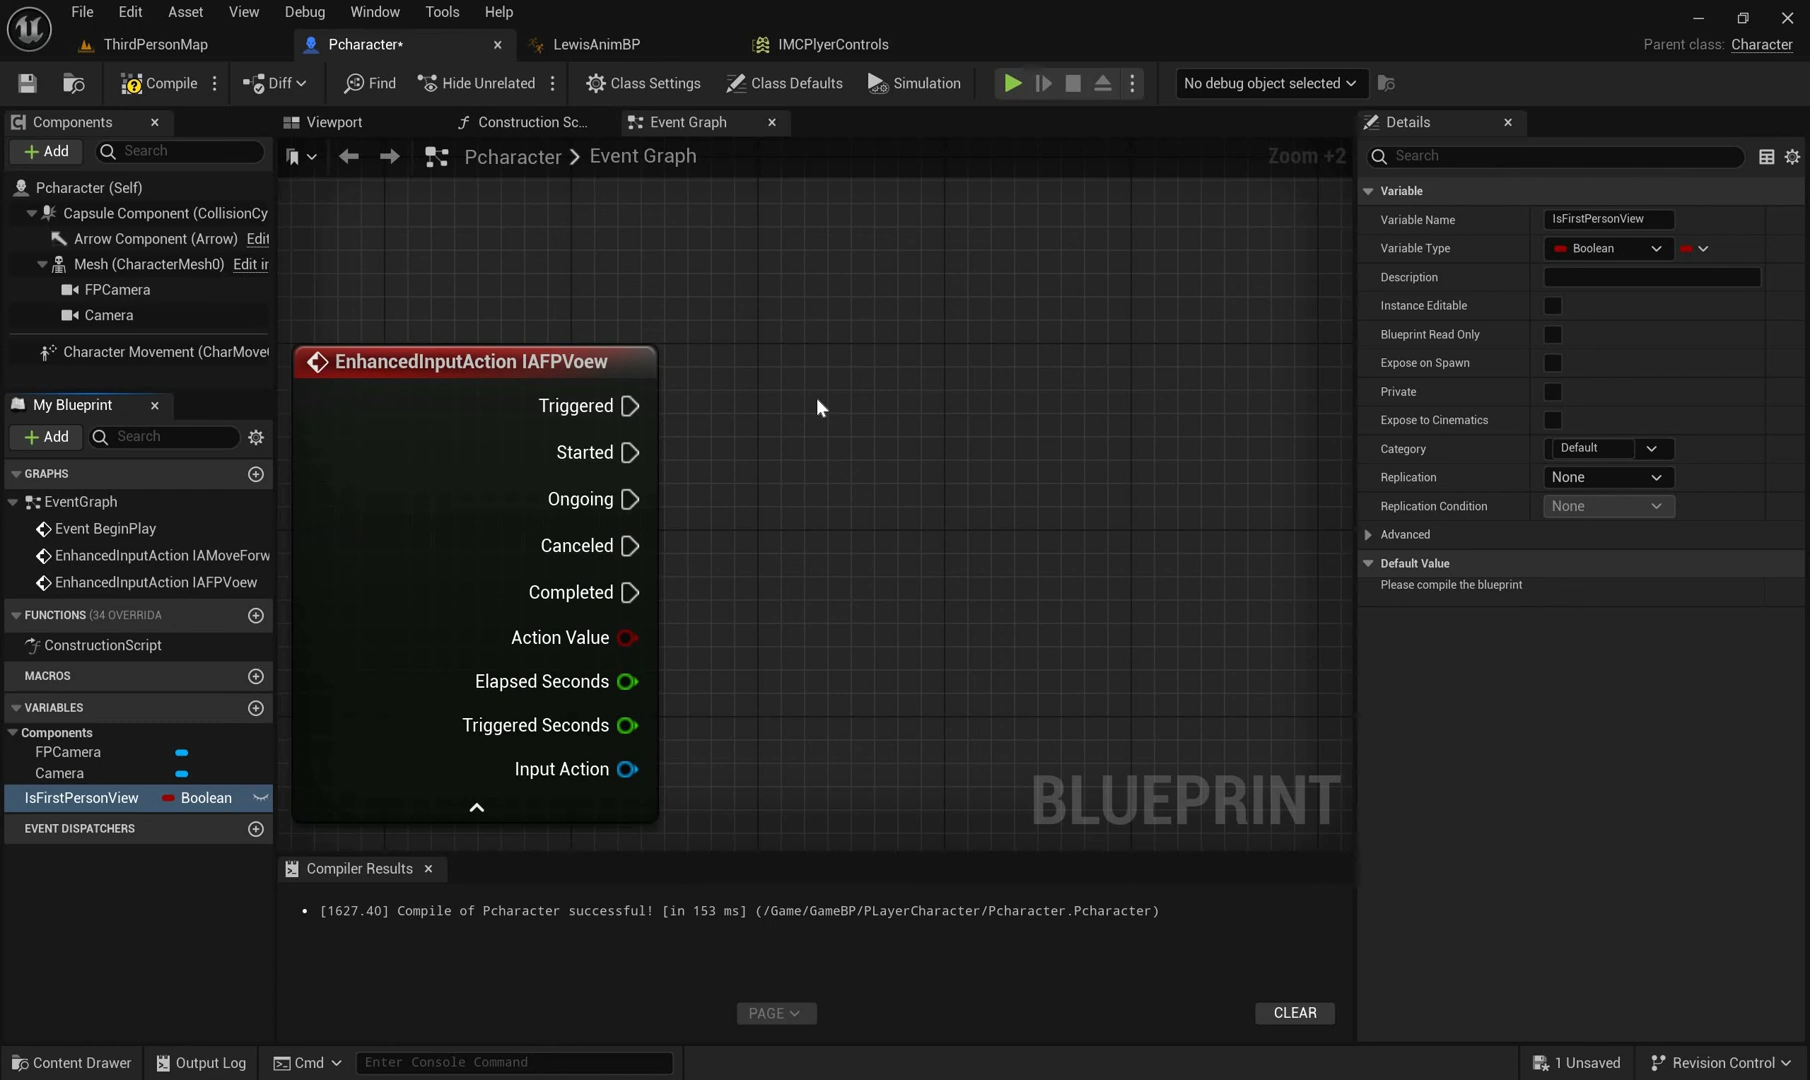 File Edit Asset View Debug Window Tools Help
ThirdPersonMap Pcharacter* LewisAnimBP IMCPlyerControls Parent class: Character
Compile Diff Find Hide Unrelated Class Settings Class Defaults Simulation No debug object selected
Components Viewport Construction Sc... Event Graph Details
Add Search Pcharacter > Event Graph Zoom +2 Search
Pcharacter (Self)
Capsule Component (CollisionCy
Arrow Component (Arrow) Edit
Mesh (CharacterMesh0) Edit in
FPCamera
Camera
Character Movement (CharMove
My Blueprint
Add Search
GRAPHS
EventGraph
Event BeginPlay
EnhancedInputAction IAMoveForw
EnhancedInputAction IAFPVoew
FUNCTIONS (34 OVERRIDA
ConstructionScript
MACROS
VARIABLES
Components
FPCamera
Camera
IsFirstPersonView Boolean
EVENT DISPATCHERS
EnhancedInputAction IAFPVoew
Triggered
Started
Ongoing
Canceled
Completed
Action Value
Elapsed Seconds
Triggered Seconds
Input Action
BLUEPRINT
Variable
Variable Name IsFirstPersonView
Variable Type Boolean
Description
Instance Editable
Blueprint Read Only
Expose on Spawn
Private
Expose to Cinematics
Category Default
Replication None
Replication Condition None
Advanced
Default Value
Please compile the blueprint
Compiler Results
[1627.40] Compile of Pcharacter successful! [in 153 ms] (/Game/GameBP/PLayerCharacter/Pcharacter.Pcharacter)
PAGE CLEAR
Content Drawer Output Log Cmd Enter Console Command 1 Unsaved Revision Control